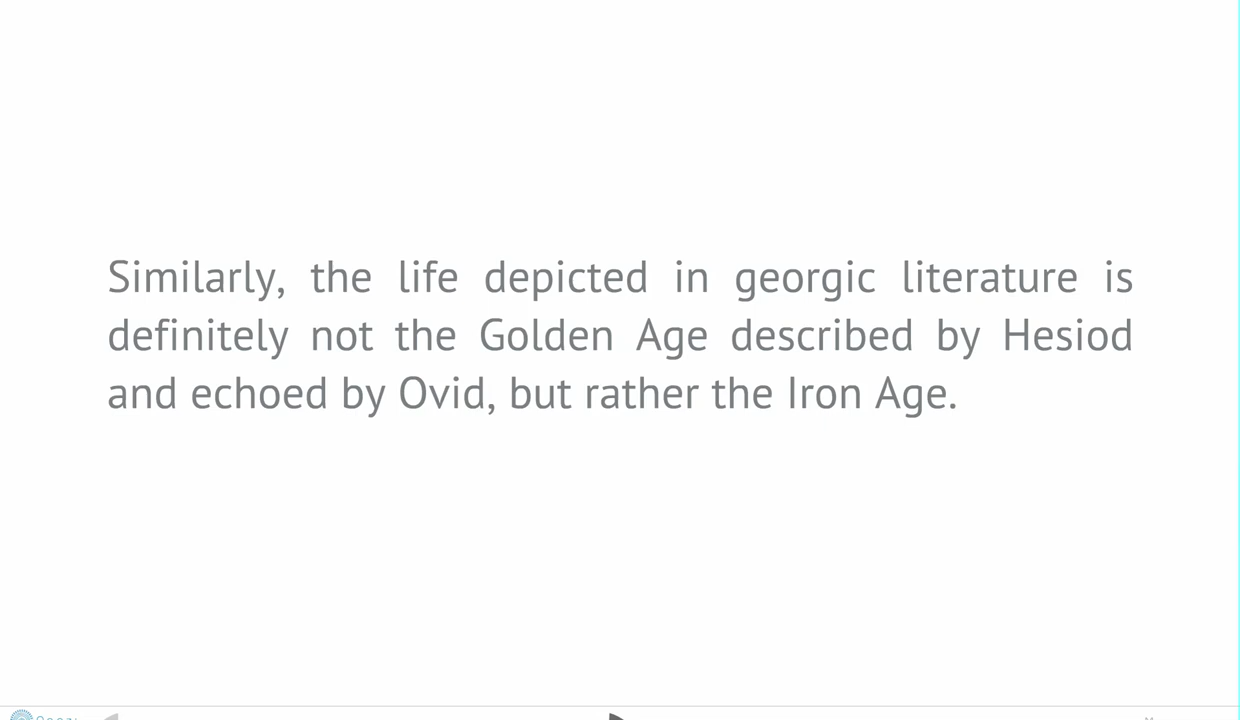 Similarly, the life depicted in georgic literature is
definitely not the Golden Age described by Hesiod
and echoed by Ovid, but rather the Iron Age.